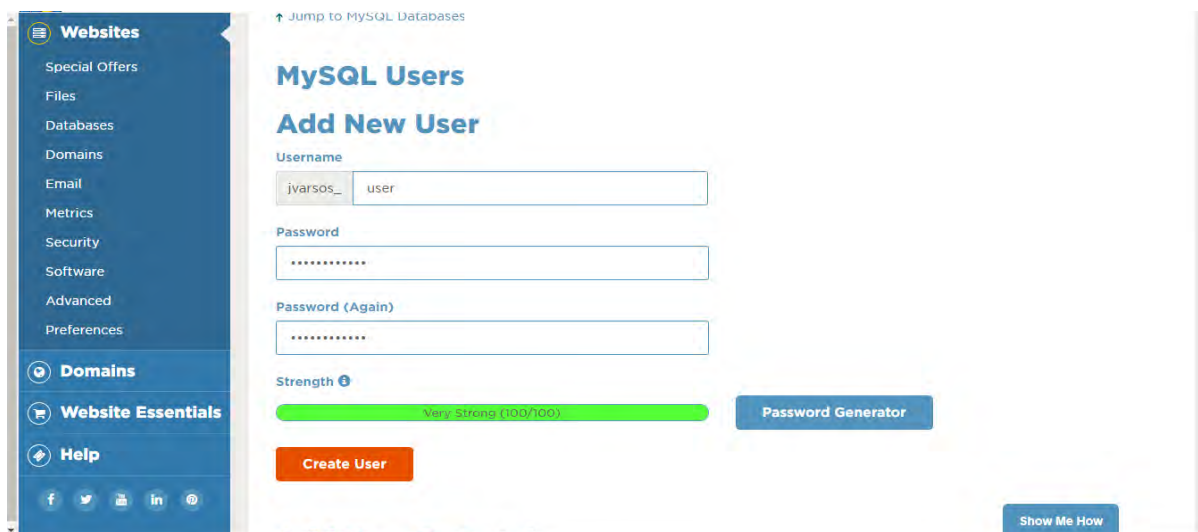 Websites
Special Offers
Files
Databases
Domains
Email
Metrics
Security
Software
Advanced
Preferences
Domains
Website Essentials
Help
Jump to MySQL Databases
MySQL Users
Add New User
Username
jvarsos_ user
Password
••••••••••••
Password (Again)
••••••••••••
Strength
Very Strong (100/100)
Password Generator
Create User
Show Me How